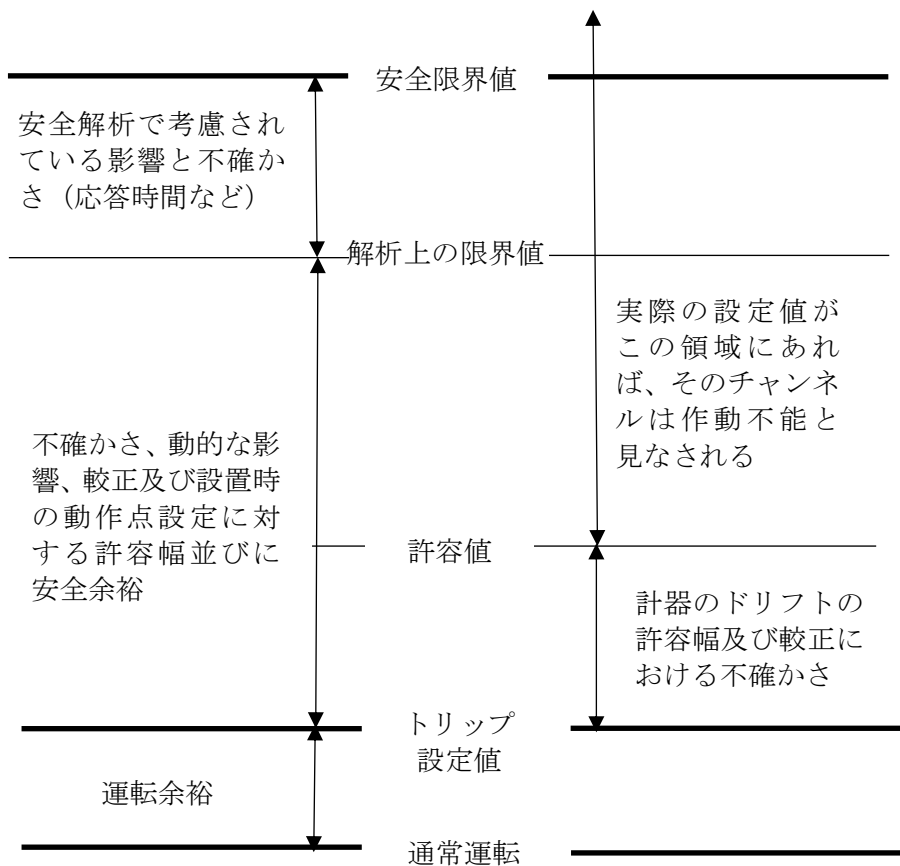 安全限界値
安全解析で考慮され
ている影響と不確か
さ（応答時間など）
解析上の限界値
実際の設定値が
この領域にあれ
ば、そのチャンネ
ルは作動不能と
見なされる
不確かさ、動的な影
響、較正及び設置時
の動作点設定に対
する許容幅並びに
安全余裕
許容値
計器のドリフトの
許容幅及び較正に
おける不確かさ
トリップ
設定値
運転余裕
通常運転